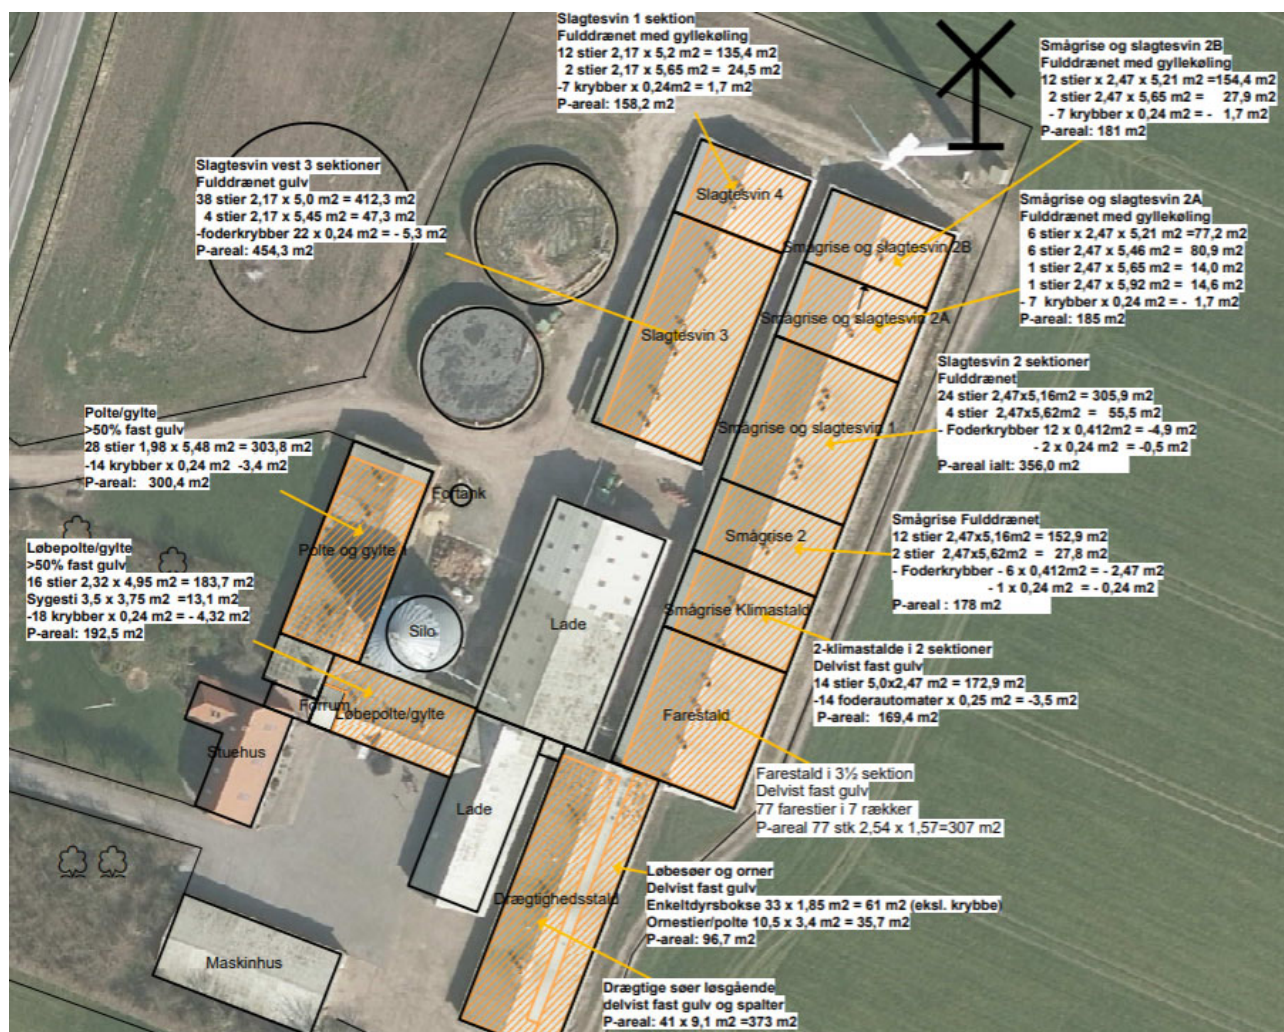 Slagtesvin 1 sektion
Fulddrænet med gyllekøling
12 stier 2,17 x 5,2 m2 = 135,4 m2
2 stier 2,17 x 5,65 m2 = 24,5 m2
-7 krybber x 0,24m2 = 1,7 m2
P-areal: 158,2 m2
Smågrise og slagtesvin 2B
Fulddrænet med gyllekøling
12 stier x 2,47 x 5,21 m2 =154,4 m2
2 stier 2,47 x 5,65 m2 = 27,9 m2
- 7 krybber x 0,24 m2 = - 1,7 m2
P-areal: 181 m2
Slagtesvin vest 3 sektioner
Fulddrænet gulv
38 stier 2,17 x 5,0 m2 = 412,3 m2
4 stier 2,17 x 5,45 m2 = 47,3 m2
-foderkrybber 22 x 0,24 m2 = - 5,3 m2
P-areal: 454,3 m2
Smågrise og slagtesvin 2A
Fulddrænet med gyllekøling
6 stier x 2,47 x 5,21 m2 =77,2 m2
6 stier 2,47 x 5,46 m2 = 80,9 m2
1 stier 2,47 x 5,65 m2 = 14,0 m2
1 stier 2,47 x 5,92 m2 = 14,6 m2
- 7 krybber x 0,24 m2 = - 1,7 m2
P-areal: 185 m2
Slagtesvin 4
Smågrise og slagtesvin 2B
Smågrise og slagtesvin 2A
Slagtesvin 3
Slagtesvin 2 sektioner
Fulddrænet
24 stier 2,47x5,16m2 = 305,9 m2
4 stier 2,47x5,62m2 = 55,5 m2
- Foderkrybber 12 x 0,412m2 = -4,9 m2
- 2 x 0,24 m2 = -0,5 m2
P-areal ialt: 356,0 m2
Smågrise og slagtesvin 1
Polte/gylte
>50% fast gulv
28 stier 1,98 x 5,48 m2 = 303,8 m2
-14 krybber x 0,24 m2 -3,4 m2
P-areal: 300,4 m2
Fortank
Polte og gylte 1
Smågrise 2
Smågrise Fulddrænet
12 stier 2,47x5,16m2 = 152,9 m2
2 stier 2,47x5,62m2 = 27,8 m2
- Foderkrybber - 6 x 0,412m2 = - 2,47 m2
- 1 x 0,24 m2 = - 0,24 m2
P-areal : 178 m2
Løbepolte/gylte
>50% fast gulv
16 stier 2,32 x 4,95 m2 = 183,7 m2
Sygesti 3,5 x 3,75 m2 =13,1 m2
-18 krybber x 0,24 m2 = - 4,32 m2
P-areal: 192,5 m2
Silo
Lade
Smågrise Klimastald
2-klimastalde i 2 sektioner
Delvist fast gulv
14 stier 5,0x2,47 m2 = 172,9 m2
-14 foderautomater x 0,25 m2 = -3,5 m2
P-areal: 169,4 m2
Forrum
Løbepolte/gylte
Farestald
Stuehus
Farestald i 3½ sektion
Delvist fast gulv
77 farestier i 7 rækker
P-areal 77 stk 2,54 x 1,57=307 m2
Lade
Løbesøer og orner
Delvist fast gulv
Enkeltdyrsbokse 33 x 1,85 m2 = 61 m2 (eksl. krybbe)
Ornestier/polte 10,5 x 3,4 m2 = 35,7 m2
P-areal: 96,7 m2
Drægtighedsstald
Maskinhus
Drægtige søer løsgående
delvist fast gulv og spalter
P-areal: 41 x 9,1 m2 =373 m2